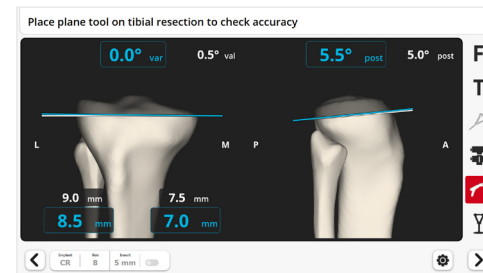 Place plane tool on tibial resection to check accuracy
0.0° var 0.5° val 5.5° post 5.0° post
L M P A
9.0 mm 7.5 mm
8.5 mm 7.0 mm
Implant Size Insert
CR 8 5 mm
F
T